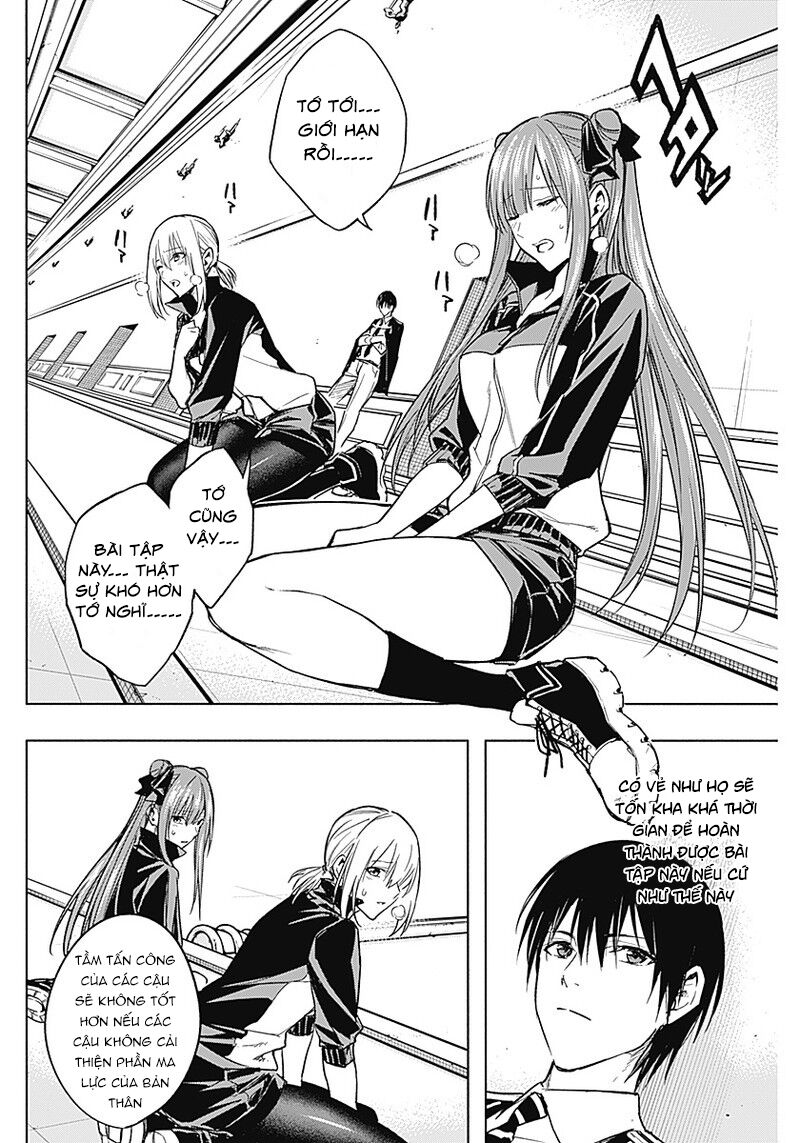 TỚ TỚI....
GIỚI HẠN
RỒI.....
ヘタッ
TỚ
CŨNG
VẬY....
BÀI TẬP
NÀY.... THẬT
SỰ KHÓ HƠN
TỚ NGHĨ.....
CÓ VẺ NHƯ HỌ SẼ
TỐN KHA KHÁ THỜI
GIAN ĐỂ HOÀN
THÀNH ĐƯỢC BÀI
TẬP NÀY NẾU CỨ
NHƯ THẾ NÀY
TẦM TẤN CÔNG
CỦA CÁC CẬU
SẼ KHÔNG TỐT
HƠN NẾU CÁC
CẬU KHÔNG CẢI
THIỆN PHẦN MA
LỰC CỦA BẢN
THÂN